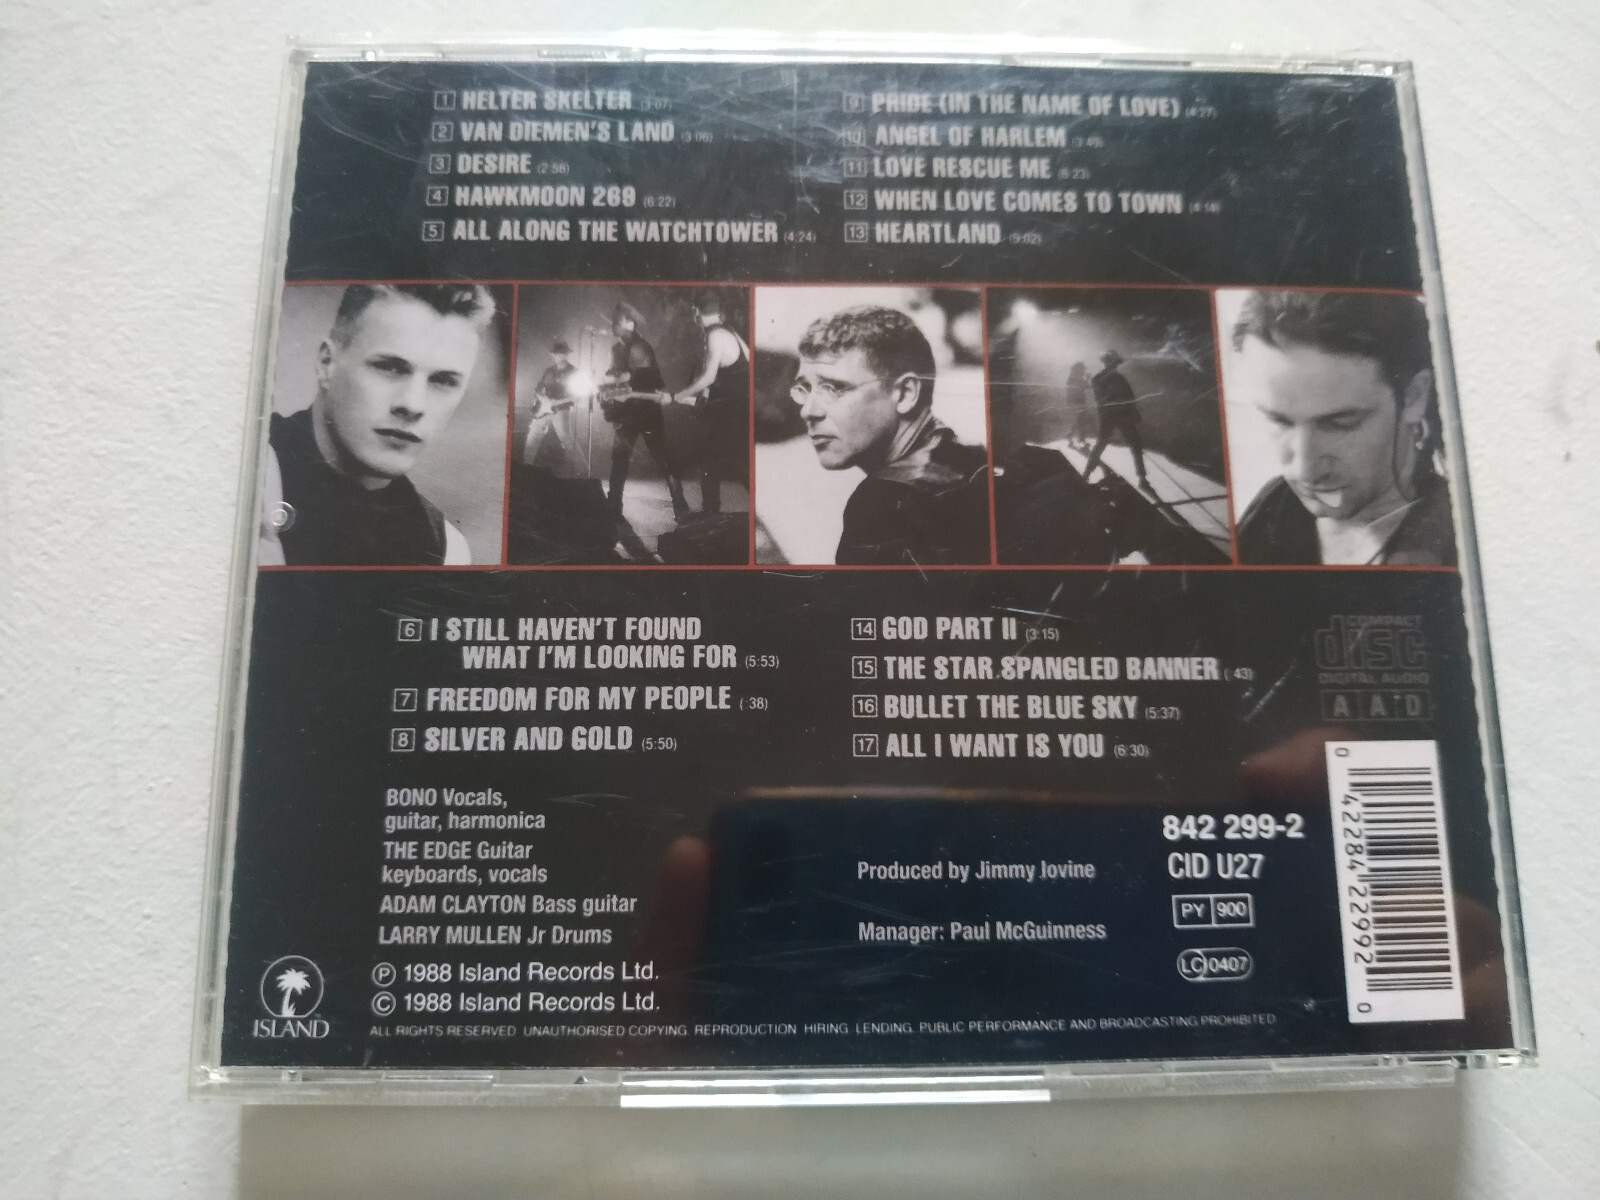 1 HELTER SKELTER (3:07)
2 VAN DIEMEN'S LAND (3:06)
3 DESIRE (2:58)
4 HAWKMOON 269 (6:22)
5 ALL ALONG THE WATCHTOWER (4:24)
9 PRIDE (IN THE NAME OF LOVE) (4:27)
10 ANGEL OF HARLEM (3:49)
11 LOVE RESCUE ME (6:23)
12 WHEN LOVE COMES TO TOWN (4:14)
13 HEARTLAND (5:02)
6 I STILL HAVEN'T FOUND
WHAT I'M LOOKING FOR (5:53)
7 FREEDOM FOR MY PEOPLE (:38)
8 SILVER AND GOLD (5:50)
14 GOD PART II (3:15)
15 THE STAR SPANGLED BANNER (:43)
16 BULLET THE BLUE SKY (5:37)
17 ALL I WANT IS YOU (6:30)
COMPACT
disc
DIGITAL AUDIO
A A D
BONO Vocals,
guitar, harmonica
THE EDGE Guitar
keyboards, vocals
ADAM CLAYTON Bass guitar
LARRY MULLEN Jr Drums
Produced by Jimmy Iovine
Manager: Paul McGuinness
842 299-2
CID U27
PY 900
LC 0407
0 42284 22992 0
ISLAND
℗ 1988 Island Records Ltd.
© 1988 Island Records Ltd.
ALL RIGHTS RESERVED UNAUTHORISED COPYING. REPRODUCTION HIRING LENDING. PUBLIC PERFORMANCE AND BROADCASTING PROHIBITED